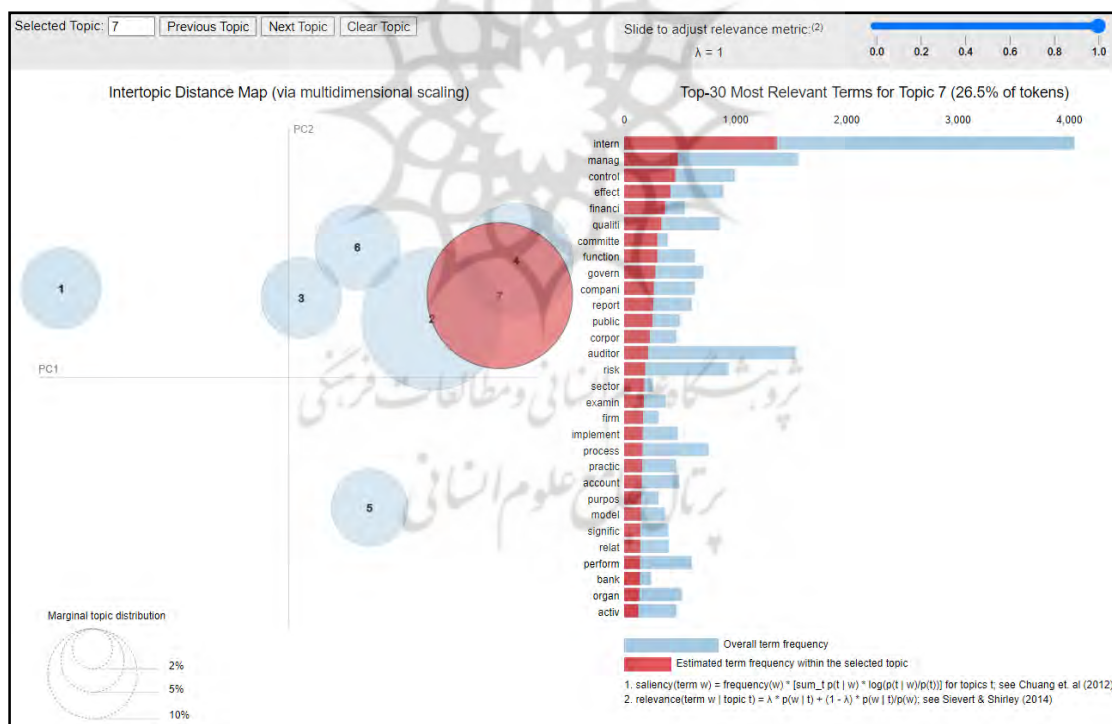 Selected Topic: 7 Previous Topic Next Topic Clear Topic
Slide to adjust relevance metric:(2)
λ = 1
0.0 0.2 0.4 0.6 0.8 1.0
Intertopic Distance Map (via multidimensional scaling)
PC2
PC1
1
2
3
4
5
6
7
Marginal topic distribution
2%
5%
10%
Top-30 Most Relevant Terms for Topic 7 (26.5% of tokens)
0 1,000 2,000 3,000 4,000
intern
manag
control
effect
financi
qualiti
committe
function
govern
compani
report
public
corpor
auditor
risk
sector
examin
firm
implement
process
practic
account
purpos
model
signific
relat
perform
bank
organ
activ
Overall term frequency
Estimated term frequency within the selected topic
1. saliency(term w) = frequency(w) * [sum_t p(t | w) * log(p(t | w)/p(t))] for topics t; see Chuang et. al (2012)
2. relevance(term w | topic t) = λ * p(w | t) + (1 - λ) * p(w | t)/p(w); see Sievert & Shirley (2014)
انسانی ومطالعات فرهنگی
علوم انسانی